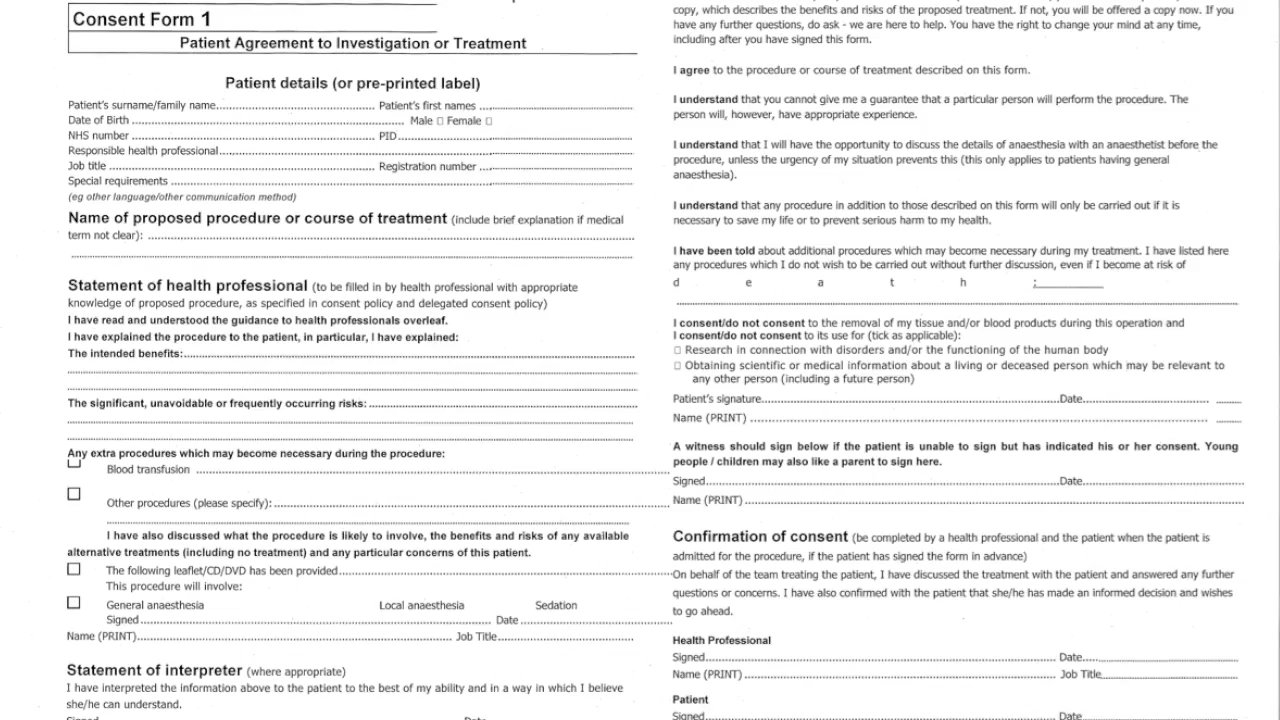 Consent Form 1
Patient Agreement to Investigation or Treatment
Patient details (or pre-printed label)
Patient's surname/family name.................... Patient's first names ....................
Date of Birth .................... Male □ Female □
NHS number .................... PID....................
Responsible health professional....................
Job title .................... Registration number ....................
Special requirements ....................
(eg other language/other communication method)
Name of proposed procedure or course of treatment (include brief explanation if medical
term not clear): ....................
....................
Statement of health professional (to be filled in by health professional with appropriate
knowledge of proposed procedure, as specified in consent policy and delegated consent policy)
I have read and understood the guidance to health professionals overleaf.
I have explained the procedure to the patient, in particular, I have explained:
The intended benefits:....................
....................
....................
The significant, unavoidable or frequently occurring risks: ....................
....................
....................
Any extra procedures which may become necessary during the procedure:
□ Blood transfusion ....................
□ Other procedures (please specify): ....................
....................
I have also discussed what the procedure is likely to involve, the benefits and risks of any available
alternative treatments (including no treatment) and any particular concerns of this patient.
□ The following leaflet/CD/DVD has been provided....................
This procedure will involve:
□ General anaesthesia Local anaesthesia Sedation
Signed.................... Date ....................
Name (PRINT).................... Job Title....................
Statement of interpreter (where appropriate)
I have interpreted the information above to the patient to the best of my ability and in a way in which I believe
she/he can understand.
Signed.................... Date....................
copy, which describes the benefits and risks of the proposed treatment. If not, you will be offered a copy now. If you
have any further questions, do ask - we are here to help. You have the right to change your mind at any time,
including after you have signed this form.
I agree to the procedure or course of treatment described on this form.
I understand that you cannot give me a guarantee that a particular person will perform the procedure. The
person will, however, have appropriate experience.
I understand that I will have the opportunity to discuss the details of anaesthesia with an anaesthetist before the
procedure, unless the urgency of my situation prevents this (this only applies to patients having general
anaesthesia).
I understand that any procedure in addition to those described on this form will only be carried out if it is
necessary to save my life or to prevent serious harm to my health.
I have been told about additional procedures which may become necessary during my treatment. I have listed here
any procedures which I do not wish to be carried out without further discussion, even if I become at risk of
d e a t h :
....................
I consent/do not consent to the removal of my tissue and/or blood products during this operation and
I consent/do not consent to its use for (tick as applicable):
□ Research in connection with disorders and/or the functioning of the human body
□ Obtaining scientific or medical information about a living or deceased person which may be relevant to
any other person (including a future person)
Patient's signature....................Date....................
Name (PRINT) ....................
A witness should sign below if the patient is unable to sign but has indicated his or her consent. Young
people / children may also like a parent to sign here.
Signed....................Date....................
Name (PRINT) ....................
Confirmation of consent (be completed by a health professional and the patient when the patient is
admitted for the procedure, if the patient has signed the form in advance)
On behalf of the team treating the patient, I have discussed the treatment with the patient and answered any further
questions or concerns. I have also confirmed with the patient that she/he has made an informed decision and wishes
to go ahead.
Health Professional
Signed.................... Date....................
Name (PRINT) .................... Job Title....................
Patient
Signed.................... Date....................